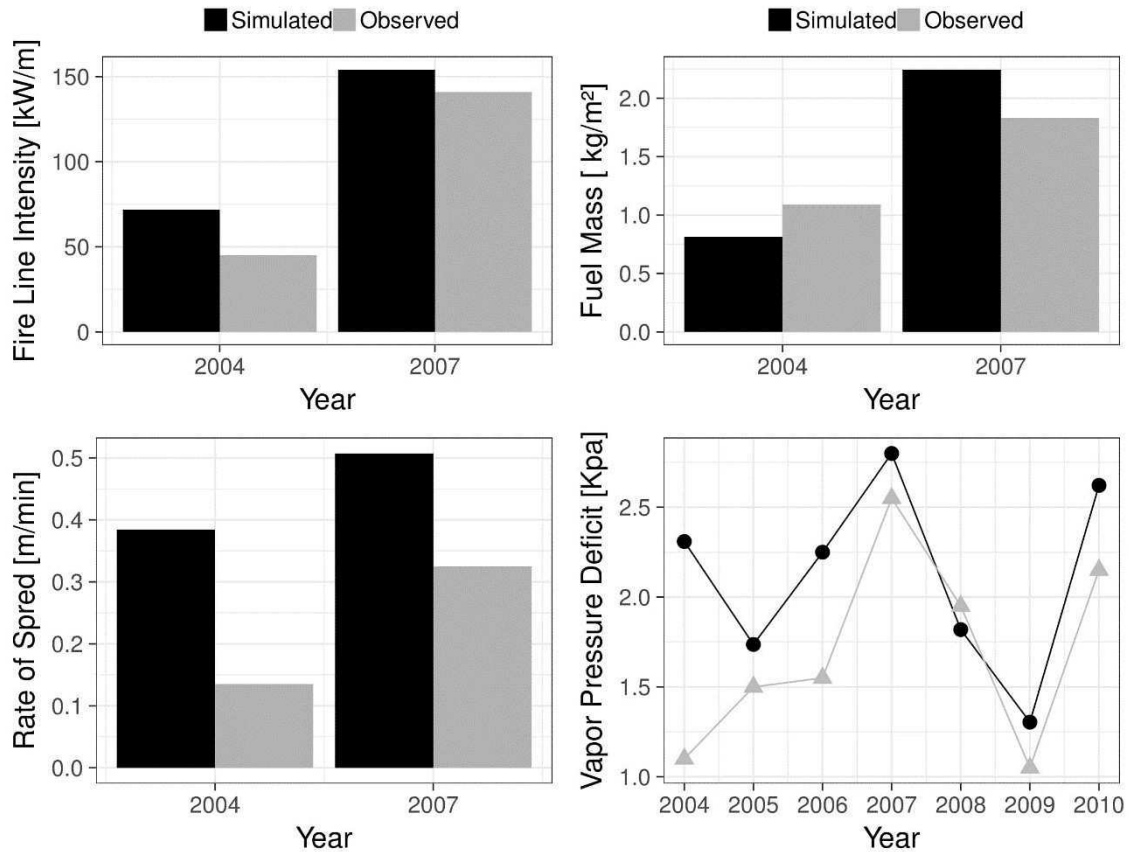 Simulated Observed
Fire Line Intensity [kW/m]
150
100
50
0
2004 2007
Year
Simulated Observed
Fuel Mass [ kg/m²]
2.0
1.5
1.0
0.5
0.0
2004 2007
Year
Rate of Spred [m/min]
0.5
0.4
0.3
0.2
0.1
0.0
2004 2007
Year
Vapor Pressure Deficit [Kpa]
2.5
2.0
1.5
1.0
2004 2005 2006 2007 2008 2009 2010
Year